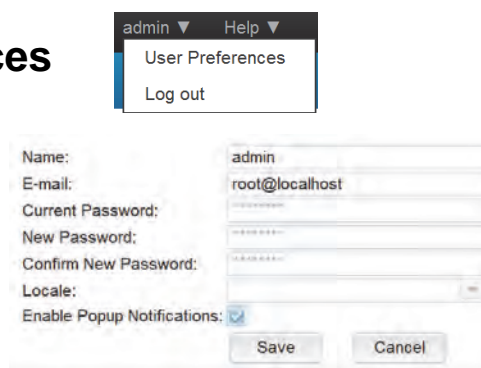 admin ▼ Help ▼
ces
User Preferences
Log out
Name: admin
E-mail: root@localhost
Current Password: ********
New Password: ********
Confirm New Password: ********
Locale:
Enable Popup Notifications:
Save Cancel